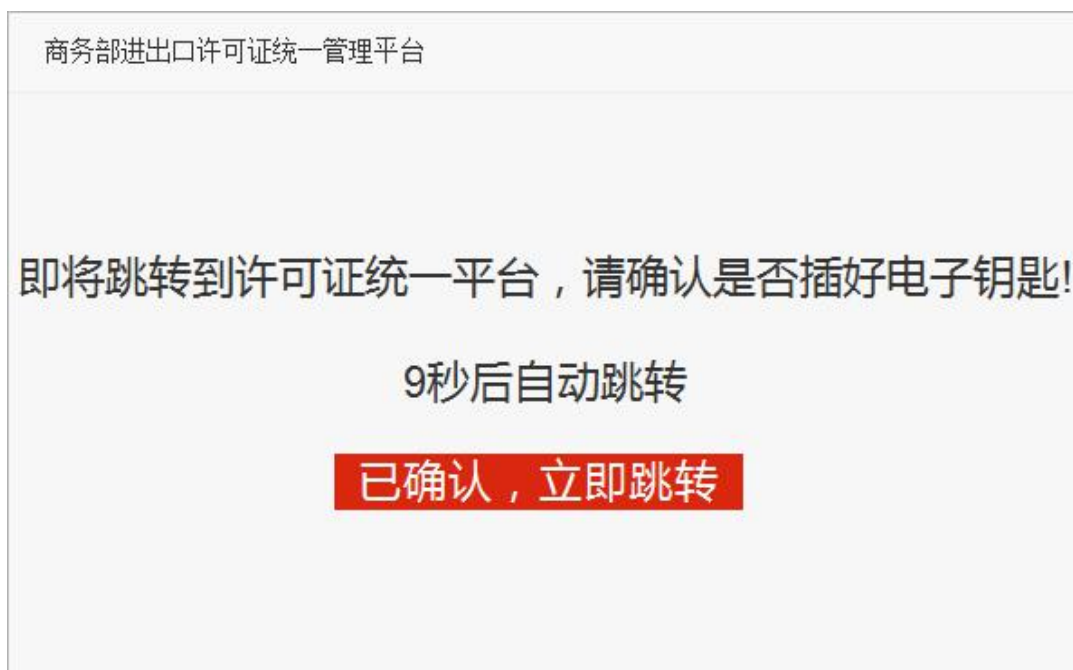 商务部进出口许可证统一管理平台
即将跳转到许可证统一平台，请确认是否插好电子钥匙!
9秒后自动跳转
已确认，立即跳转